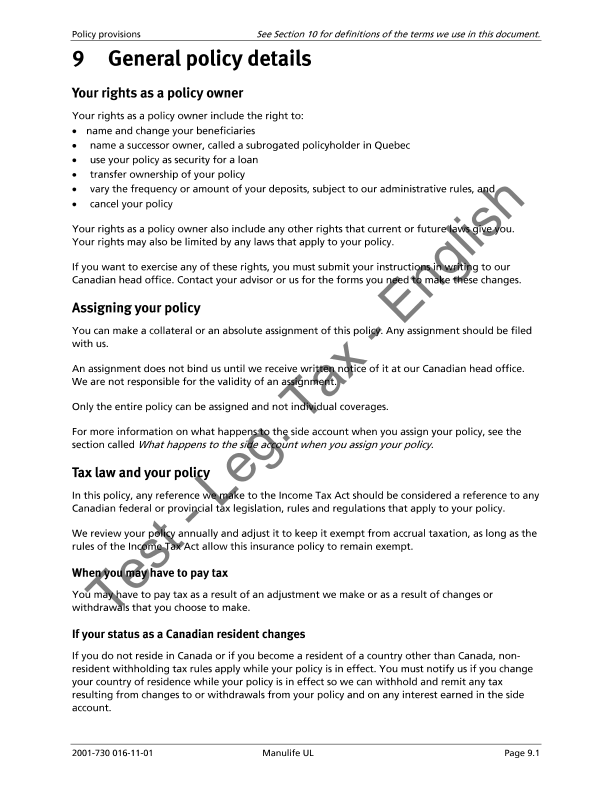 Policy provisions See Section 10 for definitions of the terms we use in this document.
9 General policy details
Your rights as a policy owner
Your rights as a policy owner include the right to:
• name and change your beneficiaries
• name a successor owner, called a subrogated policyholder in Quebec
• use your policy as security for a loan
• transfer ownership of your policy
• vary the frequency or amount of your deposits, subject to our administrative rules, and
• cancel your policy
Your rights as a policy owner also include any other rights that current or future laws give you.
Your rights may also be limited by any laws that apply to your policy.
If you want to exercise any of these rights, you must submit your instructions in writing to our
Canadian head office. Contact your advisor or us for the forms you need to make these changes.
Assigning your policy
You can make a collateral or an absolute assignment of this policy. Any assignment should be filed
with us.
An assignment does not bind us until we receive written notice of it at our Canadian head office.
We are not responsible for the validity of an assignment.
Only the entire policy can be assigned and not individual coverages.
For more information on what happens to the side account when you assign your policy, see the
section called What happens to the side account when you assign your policy.
Tax law and your policy
In this policy, any reference we make to the Income Tax Act should be considered a reference to any
Canadian federal or provincial tax legislation, rules and regulations that apply to your policy.
We review your policy annually and adjust it to keep it exempt from accrual taxation, as long as the
rules of the Income Tax Act allow this insurance policy to remain exempt.
When you may have to pay tax
You may have to pay tax as a result of an adjustment we make or as a result of changes or
withdrawals that you choose to make.
If your status as a Canadian resident changes
If you do not reside in Canada or if you become a resident of a country other than Canada, non-
resident withholding tax rules apply while your policy is in effect. You must notify us if you change
your country of residence while your policy is in effect so we can withhold and remit any tax
resulting from changes to or withdrawals from your policy and on any interest earned in the side
account.
2001-730 016-11-01 Manulife UL Page 9.1
Test - Leg. Tax - English